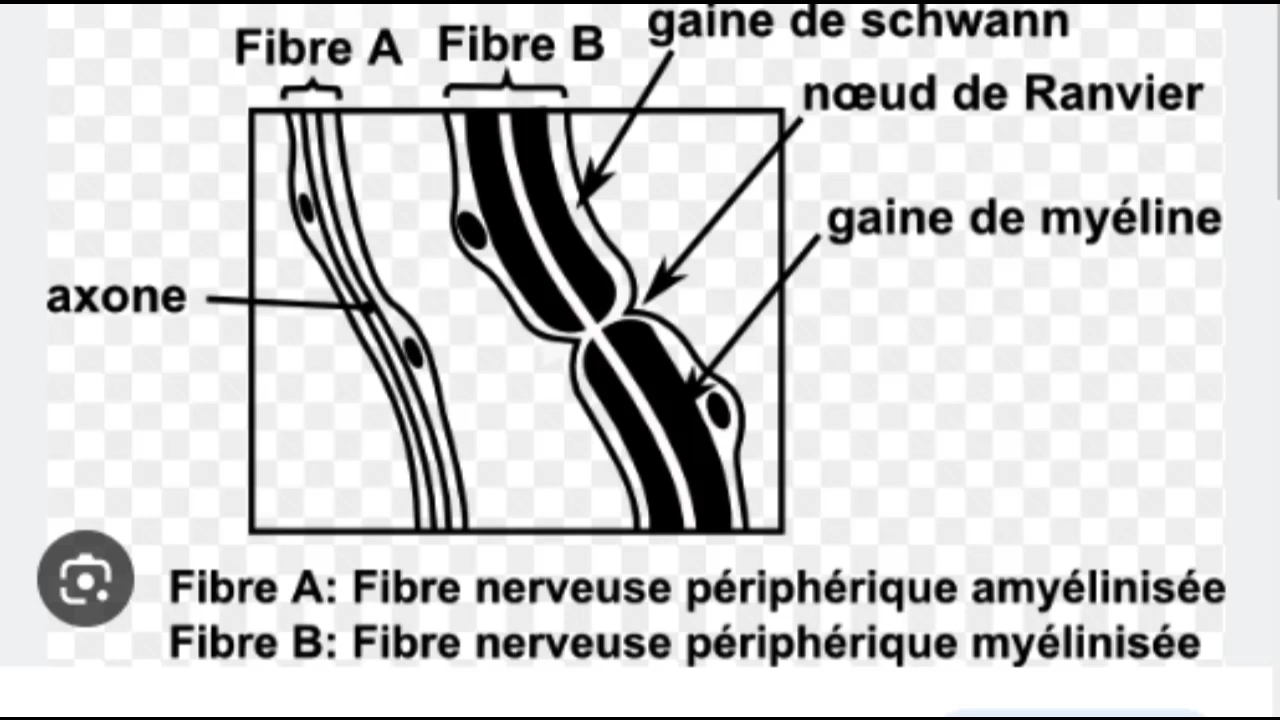 gaine de schwann
Fibre A
Fibre B
nœud de Ranvier
gaine de myéline
axone
Fibre A: Fibre nerveuse périphérique amyélinisée
Fibre B: Fibre nerveuse périphérique myélinisée